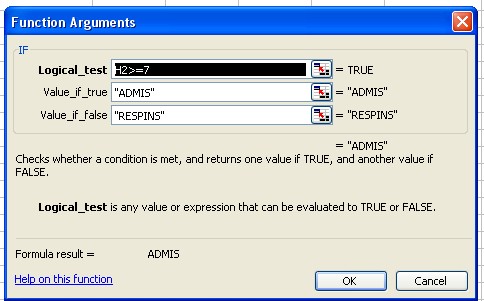 Function Arguments
IF
Logical_test H2>=7 = TRUE
Value_if_true "ADMIS" = "ADMIS"
Value_if_false "RESPINS" = "RESPINS"
= "ADMIS"
Checks whether a condition is met, and returns one value if TRUE, and another value if
FALSE.
Logical_test is any value or expression that can be evaluated to TRUE or FALSE.
Formula result = ADMIS
Help on this function OK Cancel